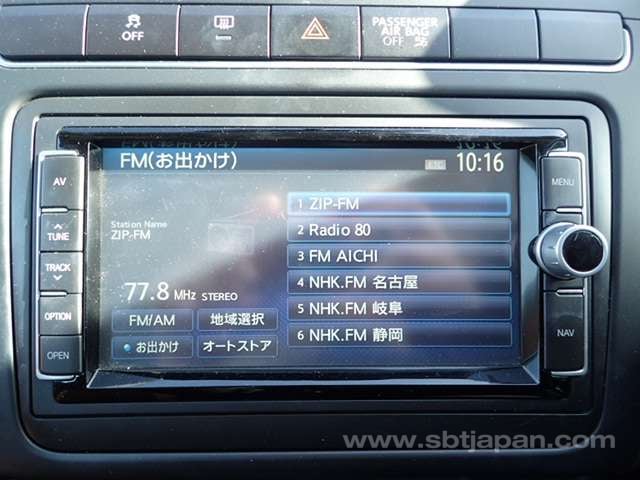 OFF
PASSENGER
AIR BAG
OFF
FM(お出かけ)
ETC
10:16
AV
MENU
Station Name
ZIP-FM
1 ZIP-FM
2 Radio 80
3 FM AICHI
4 NHK.FM 名古屋
5 NHK.FM 岐阜
6 NHK.FM 静岡
TUNE
TRACK
77.8 MHz STEREO
OPTION
FM/AM
地域選択
NAV
OPEN
お出かけ
オートストア
www.sbtjapan.com